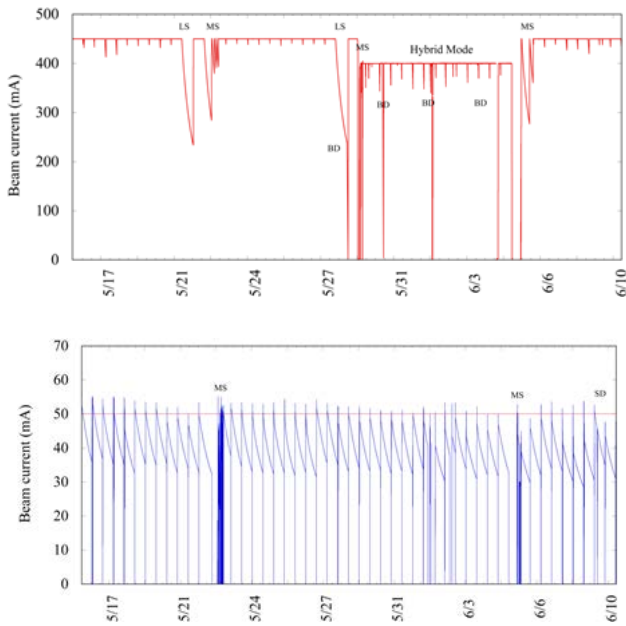 500
LS
MS
LS
MS
MS
Hybrid Mode
400
300
BD
BD
BD
BD
200
100
0
Beam current (mA)
5/17
5/21
5/24
5/27
5/31
6/3
6/6
6/10
70
60
MS
MS
SD
50
40
30
20
10
0
Beam current (mA)
5/17
5/21
5/24
5/27
5/31
6/3
6/6
6/10